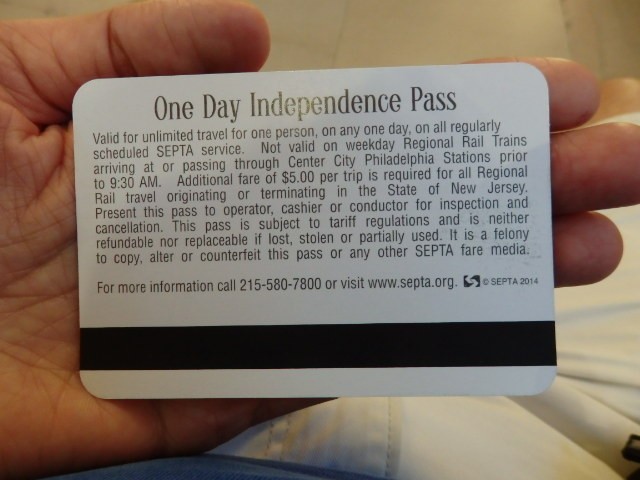 One Day Independence Pass
Valid for unlimited travel for one person, on any one day, on all regularly
scheduled SEPTA service. Not valid on weekday Regional Rail Trains
arriving at or passing through Center City Philadelphia Stations prior
to 9:30 AM. Additional fare of $5.00 per trip is required for all Regional
Rail travel originating or terminating in the State of New Jersey.
Present this pass to operator, cashier or conductor for inspection and
cancellation. This pass is subject to tariff regulations and is neither
refundable nor replaceable if lost, stolen or partially used. It is a felony
to copy, alter or counterfeit this pass or any other SEPTA fare media.
For more information call 215-580-7800 or visit www.septa.org. © SEPTA 2014